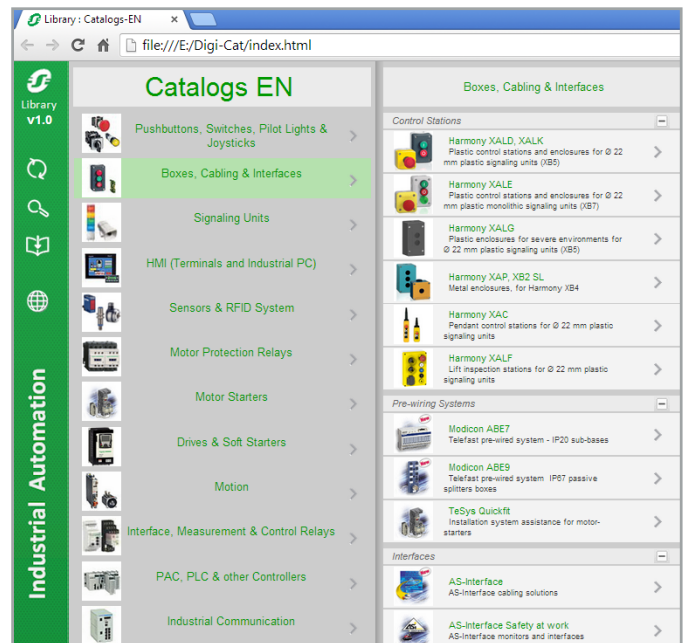 Library : Catalogs-EN ×
file:///E:/Digi-Cat/index.html
Library
v1.0
Industrial Automation
Catalogs EN
Pushbuttons, Switches, Pilot Lights &
Joysticks
Boxes, Cabling & Interfaces
Signaling Units
HMI (Terminals and Industrial PC)
Sensors & RFID System
Motor Protection Relays
Motor Starters
Drives & Soft Starters
Motion
Interface, Measurement & Control Relays
PAC, PLC & other Controllers
Industrial Communication
Boxes, Cabling & Interfaces
Control Stations
Harmony XALD, XALK
Plastic control stations and enclosures for Ø 22
mm plastic signaling units (XB5)
Harmony XALE
Plastic control stations and enclosures for Ø 22
mm plastic monolithic signaling units (XB7)
Harmony XALG
Plastic enclosures for severe environments for
Ø 22 mm plastic signaling units (XB5)
Harmony XAP, XB2 SL
Metal enclosures, for Harmony XB4
Harmony XAC
Pendant control stations for Ø 22 mm plastic
signaling units
Harmony XALF
Lift inspection stations for Ø 22 mm plastic
signaling units
Pre-wiring Systems
Modicon ABE7
Telefast pre-wired system - IP20 sub-bases
Modicon ABE9
Telefast pre-wired system IP67 passive
splitters boxes
TeSys Quickfit
Installation system assistance for motor-
starters
Interfaces
AS-Interface
AS-Interface cabling solutions
AS-Interface Safety at work
AS-Interface monitors and interfaces